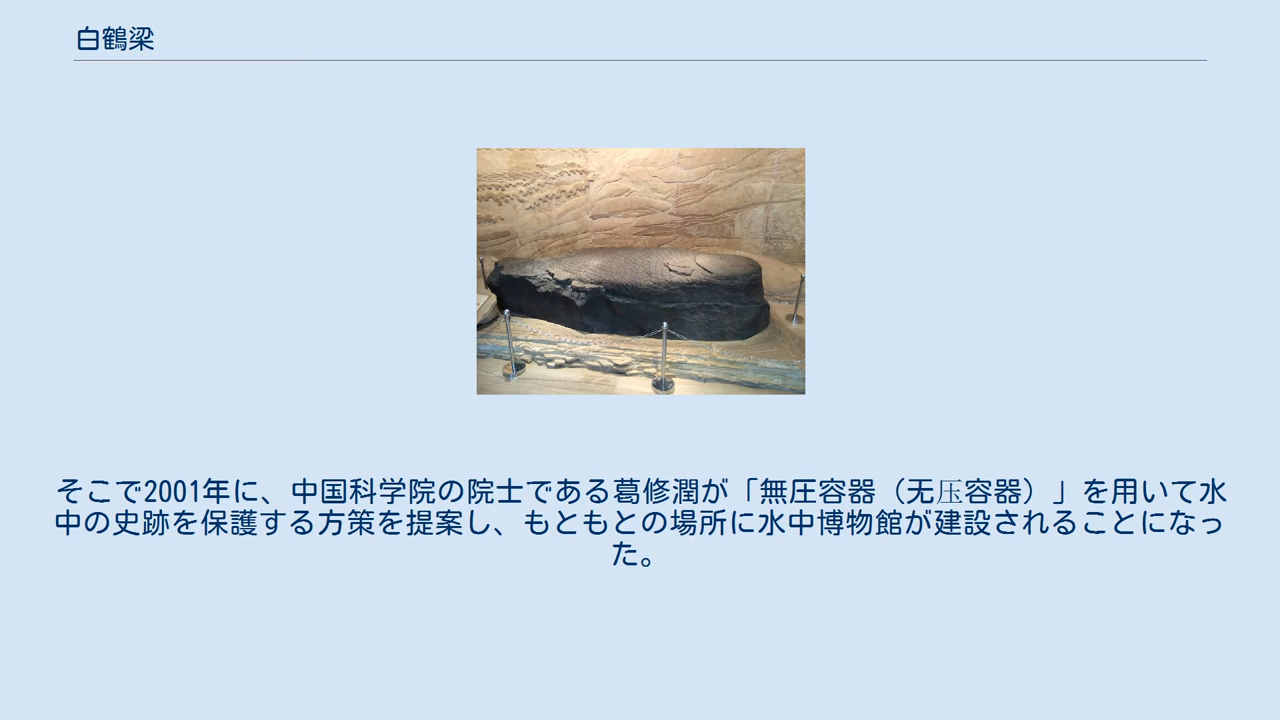 白鶴梁
そこで2001年に、中国科学院の院士である葛修潤が「無圧容器（无压容器）」を用いて水
中の史跡を保護する方策を提案し、もともとの場所に水中博物館が建設されることになっ
た。